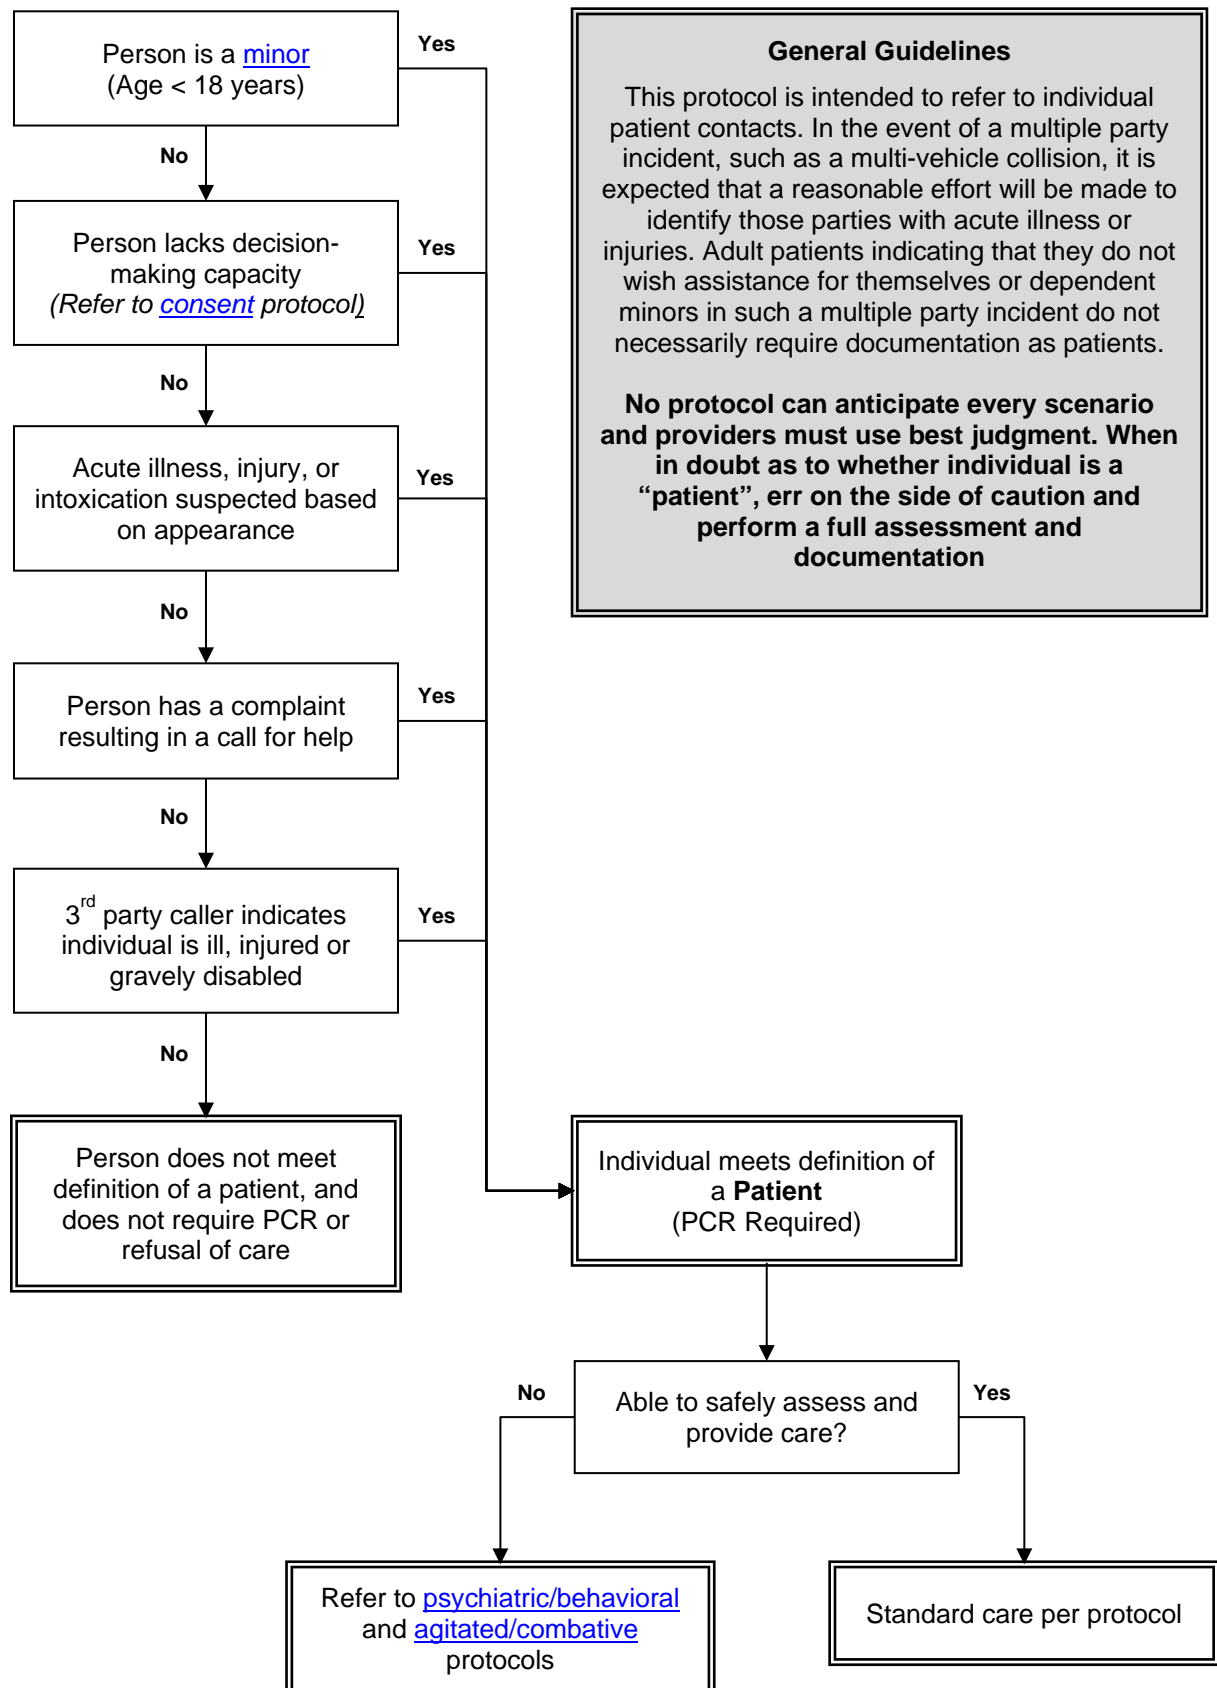 Person is a minor
(Age < 18 years)
Yes
No
Person lacks decision-
making capacity
(Refer to consent protocol)
Yes
No
Acute illness, injury, or
intoxication suspected based
on appearance
Yes
No
Person has a complaint
resulting in a call for help
Yes
No
3rd party caller indicates
individual is ill, injured or
gravely disabled
Yes
No
Person does not meet
definition of a patient, and
does not require PCR or
refusal of care
General Guidelines
This protocol is intended to refer to individual
patient contacts. In the event of a multiple party
incident, such as a multi-vehicle collision, it is
expected that a reasonable effort will be made to
identify those parties with acute illness or
injuries. Adult patients indicating that they do not
wish assistance for themselves or dependent
minors in such a multiple party incident do not
necessarily require documentation as patients.
No protocol can anticipate every scenario
and providers must use best judgment. When
in doubt as to whether individual is a
“patient”, err on the side of caution and
perform a full assessment and
documentation
Individual meets definition of
a Patient
(PCR Required)
Able to safely assess and
provide care?
No
Yes
Refer to psychiatric/behavioral
and agitated/combative
protocols
Standard care per protocol